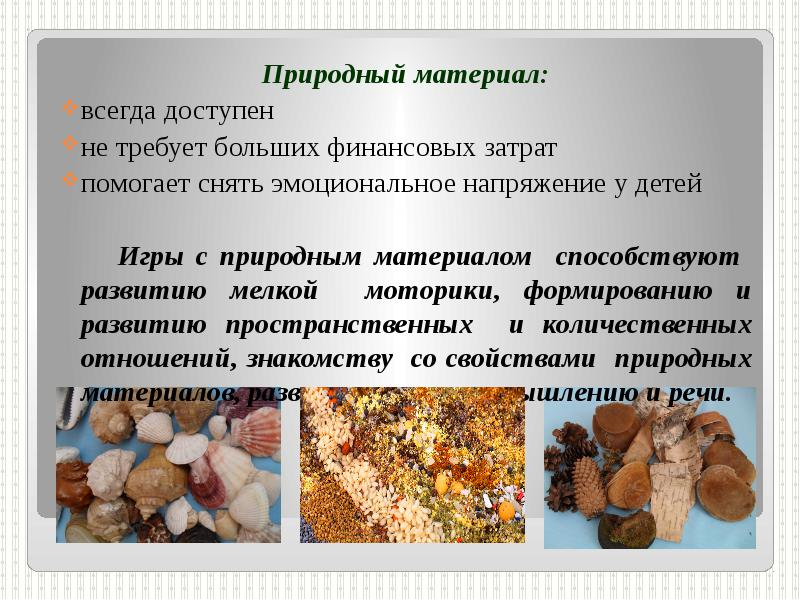 Природный материал:
всегда доступен
не требует больших финансовых затрат
помогает снять эмоциональное напряжение у детей
Игры с природным материалом способствуют
развитию мелкой моторики, формированию и
развитию пространственных и количественных
отношений, знакомству со свойствами природных
материалов, и речи.